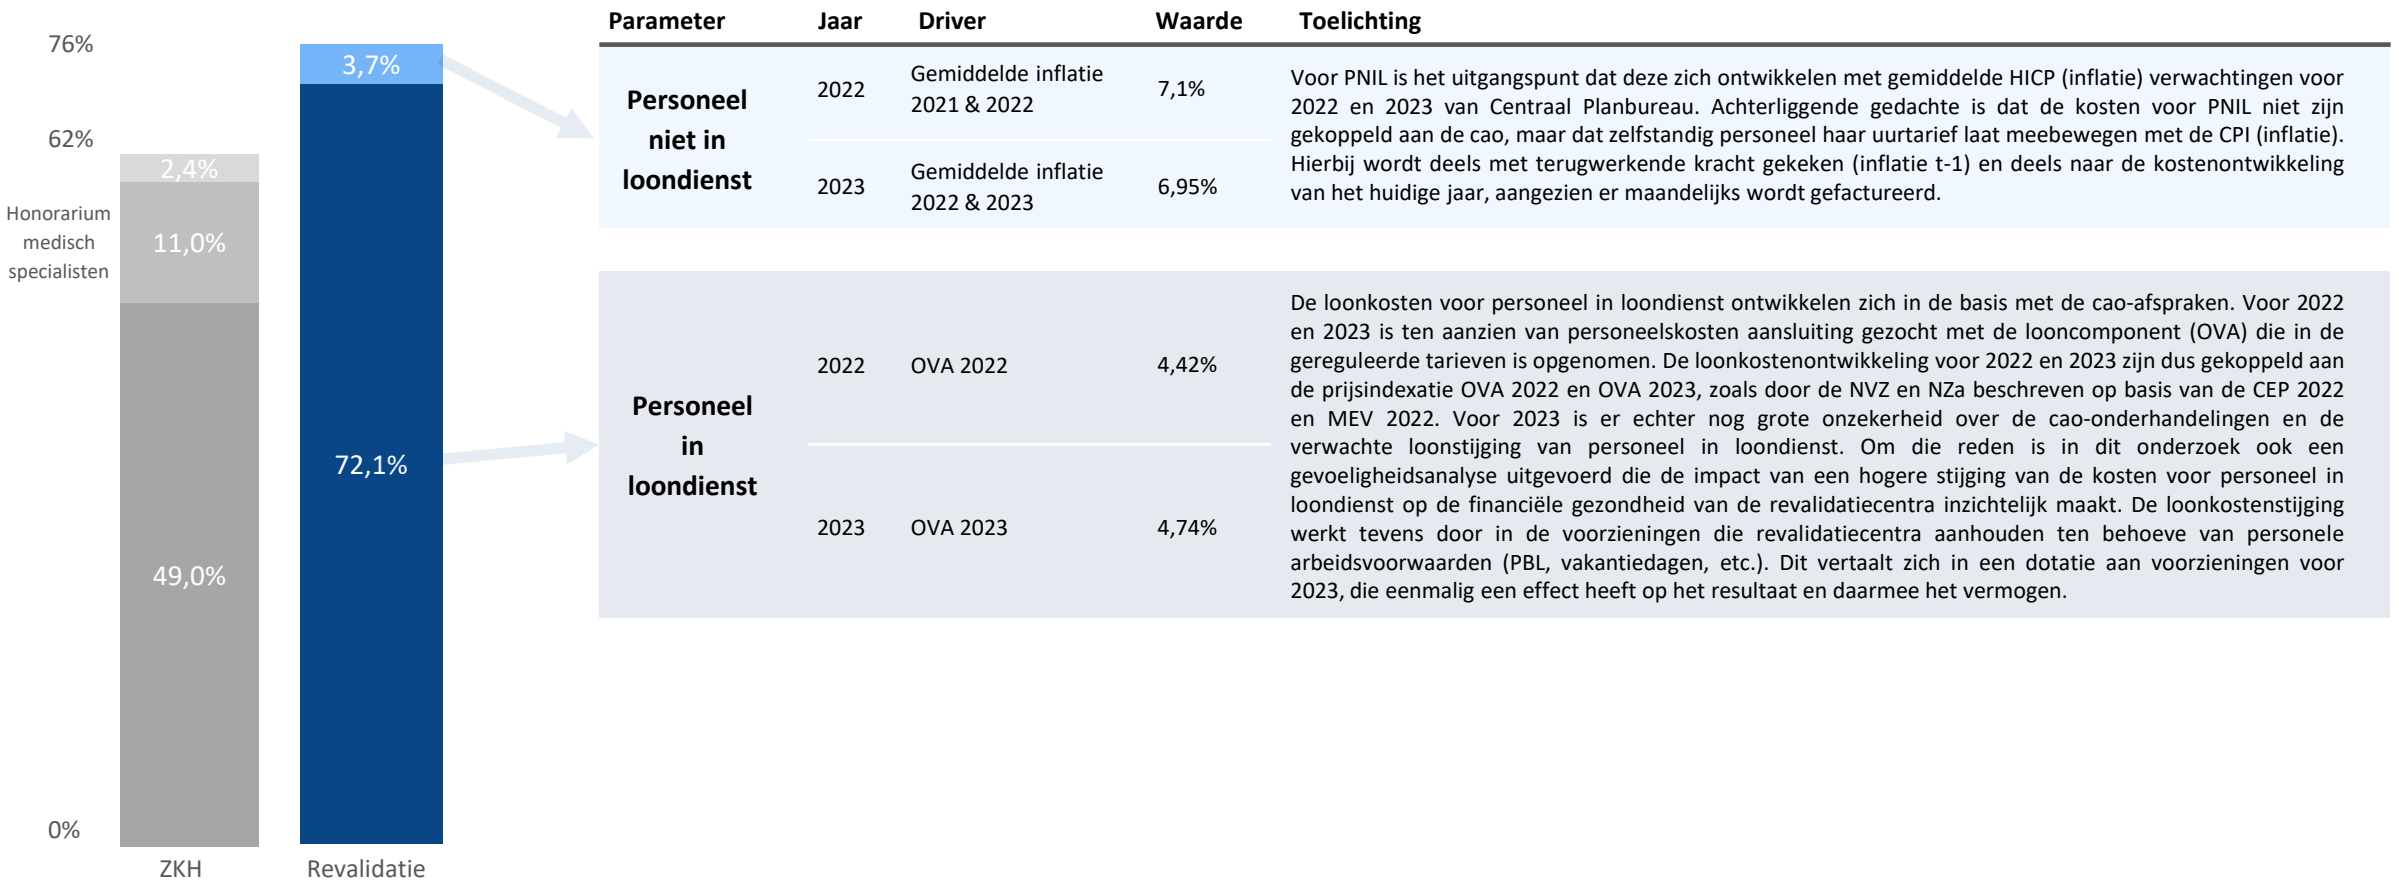 76%
62%
Honorarium
medisch
specialisten
0%
2,4%
11,0%
49,0%
ZKH
3,7%
72,1%
Revalidatie
Parameter Jaar Driver Waarde Toelichting
Personeel
niet in
loondienst
2022 Gemiddelde inflatie
2021 & 2022 7,1%
2023 Gemiddelde inflatie
2022 & 2023 6,95%
Voor PNIL is het uitgangspunt dat deze zich ontwikkelen met gemiddelde HICP (inflatie) verwachtingen voor
2022 en 2023 van Centraal Planbureau. Achterliggende gedachte is dat de kosten voor PNIL niet zijn
gekoppeld aan de cao, maar dat zelfstandig personeel haar uurtarief laat meebewegen met de CPI (inflatie).
Hierbij wordt deels met terugwerkende kracht gekeken (inflatie t-1) en deels naar de kostenontwikkeling
van het huidige jaar, aangezien er maandelijks wordt gefactureerd.
Personeel
in
loondienst
2022 OVA 2022 4,42%
2023 OVA 2023 4,74%
De loonkosten voor personeel in loondienst ontwikkelen zich in de basis met de cao-afspraken. Voor 2022
en 2023 is ten aanzien van personeelskosten aansluiting gezocht met de looncomponent (OVA) die in de
gereguleerde tarieven is opgenomen. De loonkostenontwikkeling voor 2022 en 2023 zijn dus gekoppeld aan
de prijsindexatie OVA 2022 en OVA 2023, zoals door de NVZ en NZa beschreven op basis van de CEP 2022
en MEV 2022. Voor 2023 is er echter nog grote onzekerheid over de cao-onderhandelingen en de
verwachte loonstijging van personeel in loondienst. Om die reden is in dit onderzoek ook een
gevoeligheidsanalyse uitgevoerd die de impact van een hogere stijging van de kosten voor personeel in
loondienst op de financiële gezondheid van de revalidatiecentra inzichtelijk maakt. De loonkostenstijging
werkt tevens door in de voorzieningen die revalidatiecentra aanhouden ten behoeve van personele
arbeidsvoorwaarden (PBL, vakantiedagen, etc.). Dit vertaalt zich in een dotatie aan voorzieningen voor
2023, die eenmalig een effect heeft op het resultaat en daarmee het vermogen.